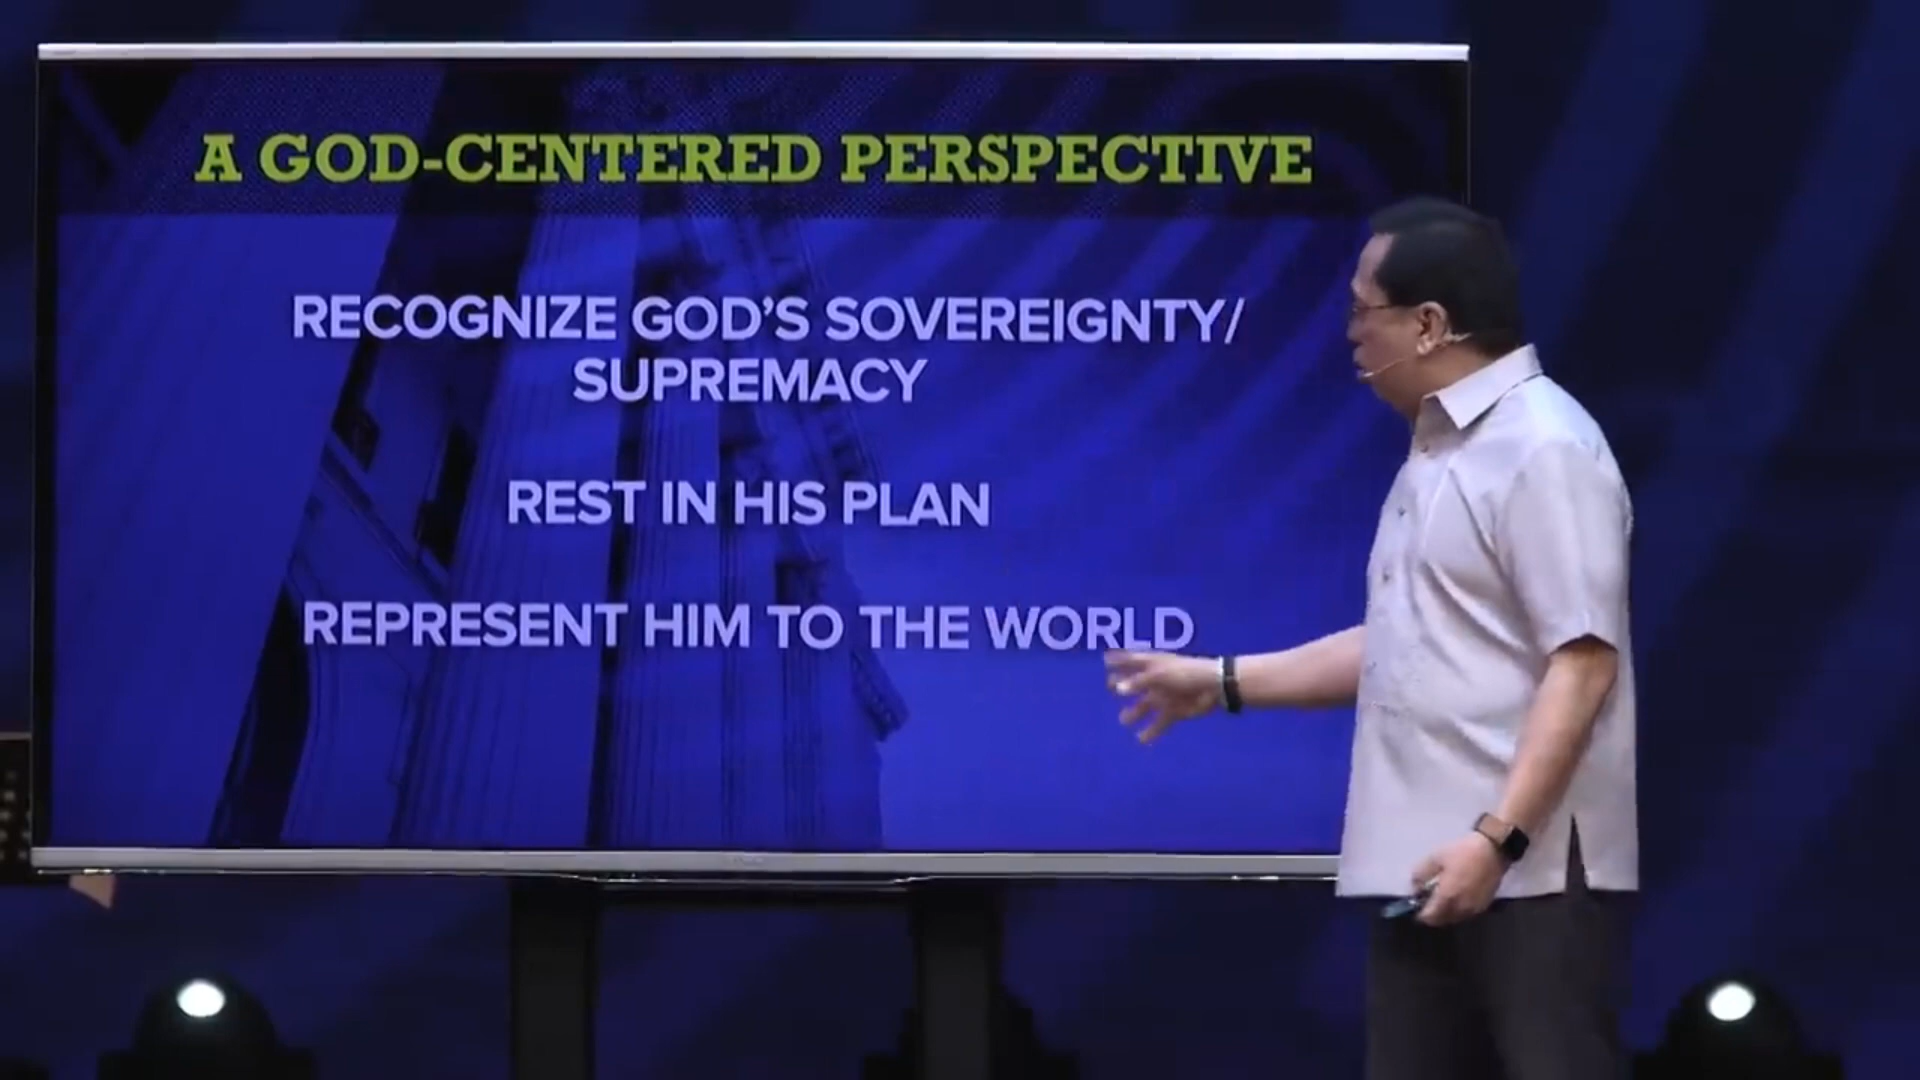 A GOD-CENTERED PERSPECTIVE
RECOGNIZE GOD'S SOVEREIGNTY/
SUPREMACY
REST IN HIS PLAN
REPRESENT HIM TO THE WORLD